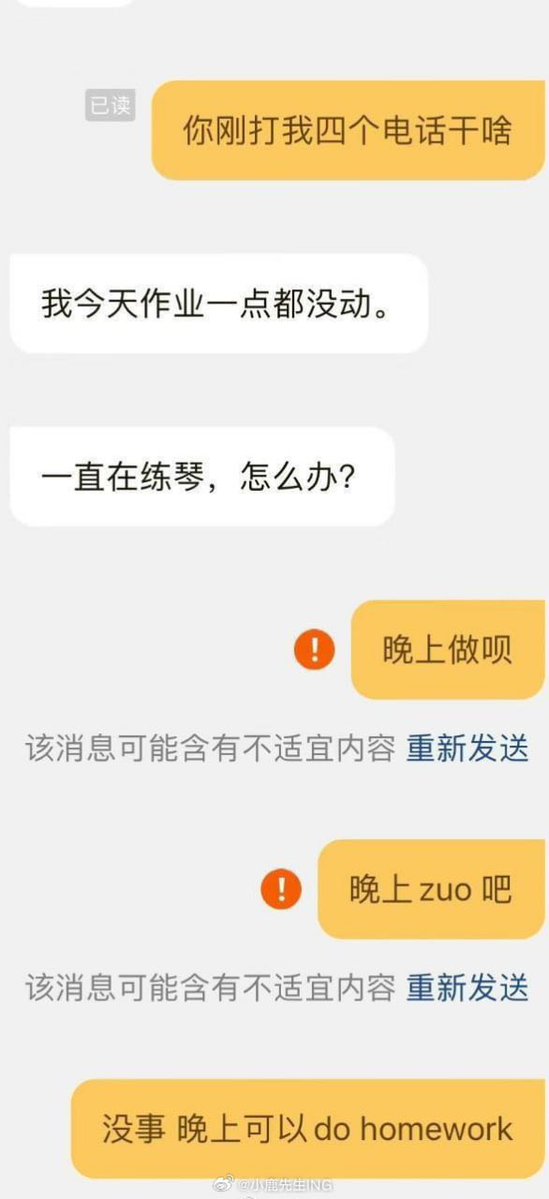 已读
你刚打我四个电话干啥
我今天作业一点都没动。
一直在练琴，怎么办？
晚上做呗
该消息可能含有不适宜内容 重新发送
晚上 zuo 吧
该消息可能含有不适宜内容 重新发送
没事 晚上可以 do homework
@小鹿先生ING